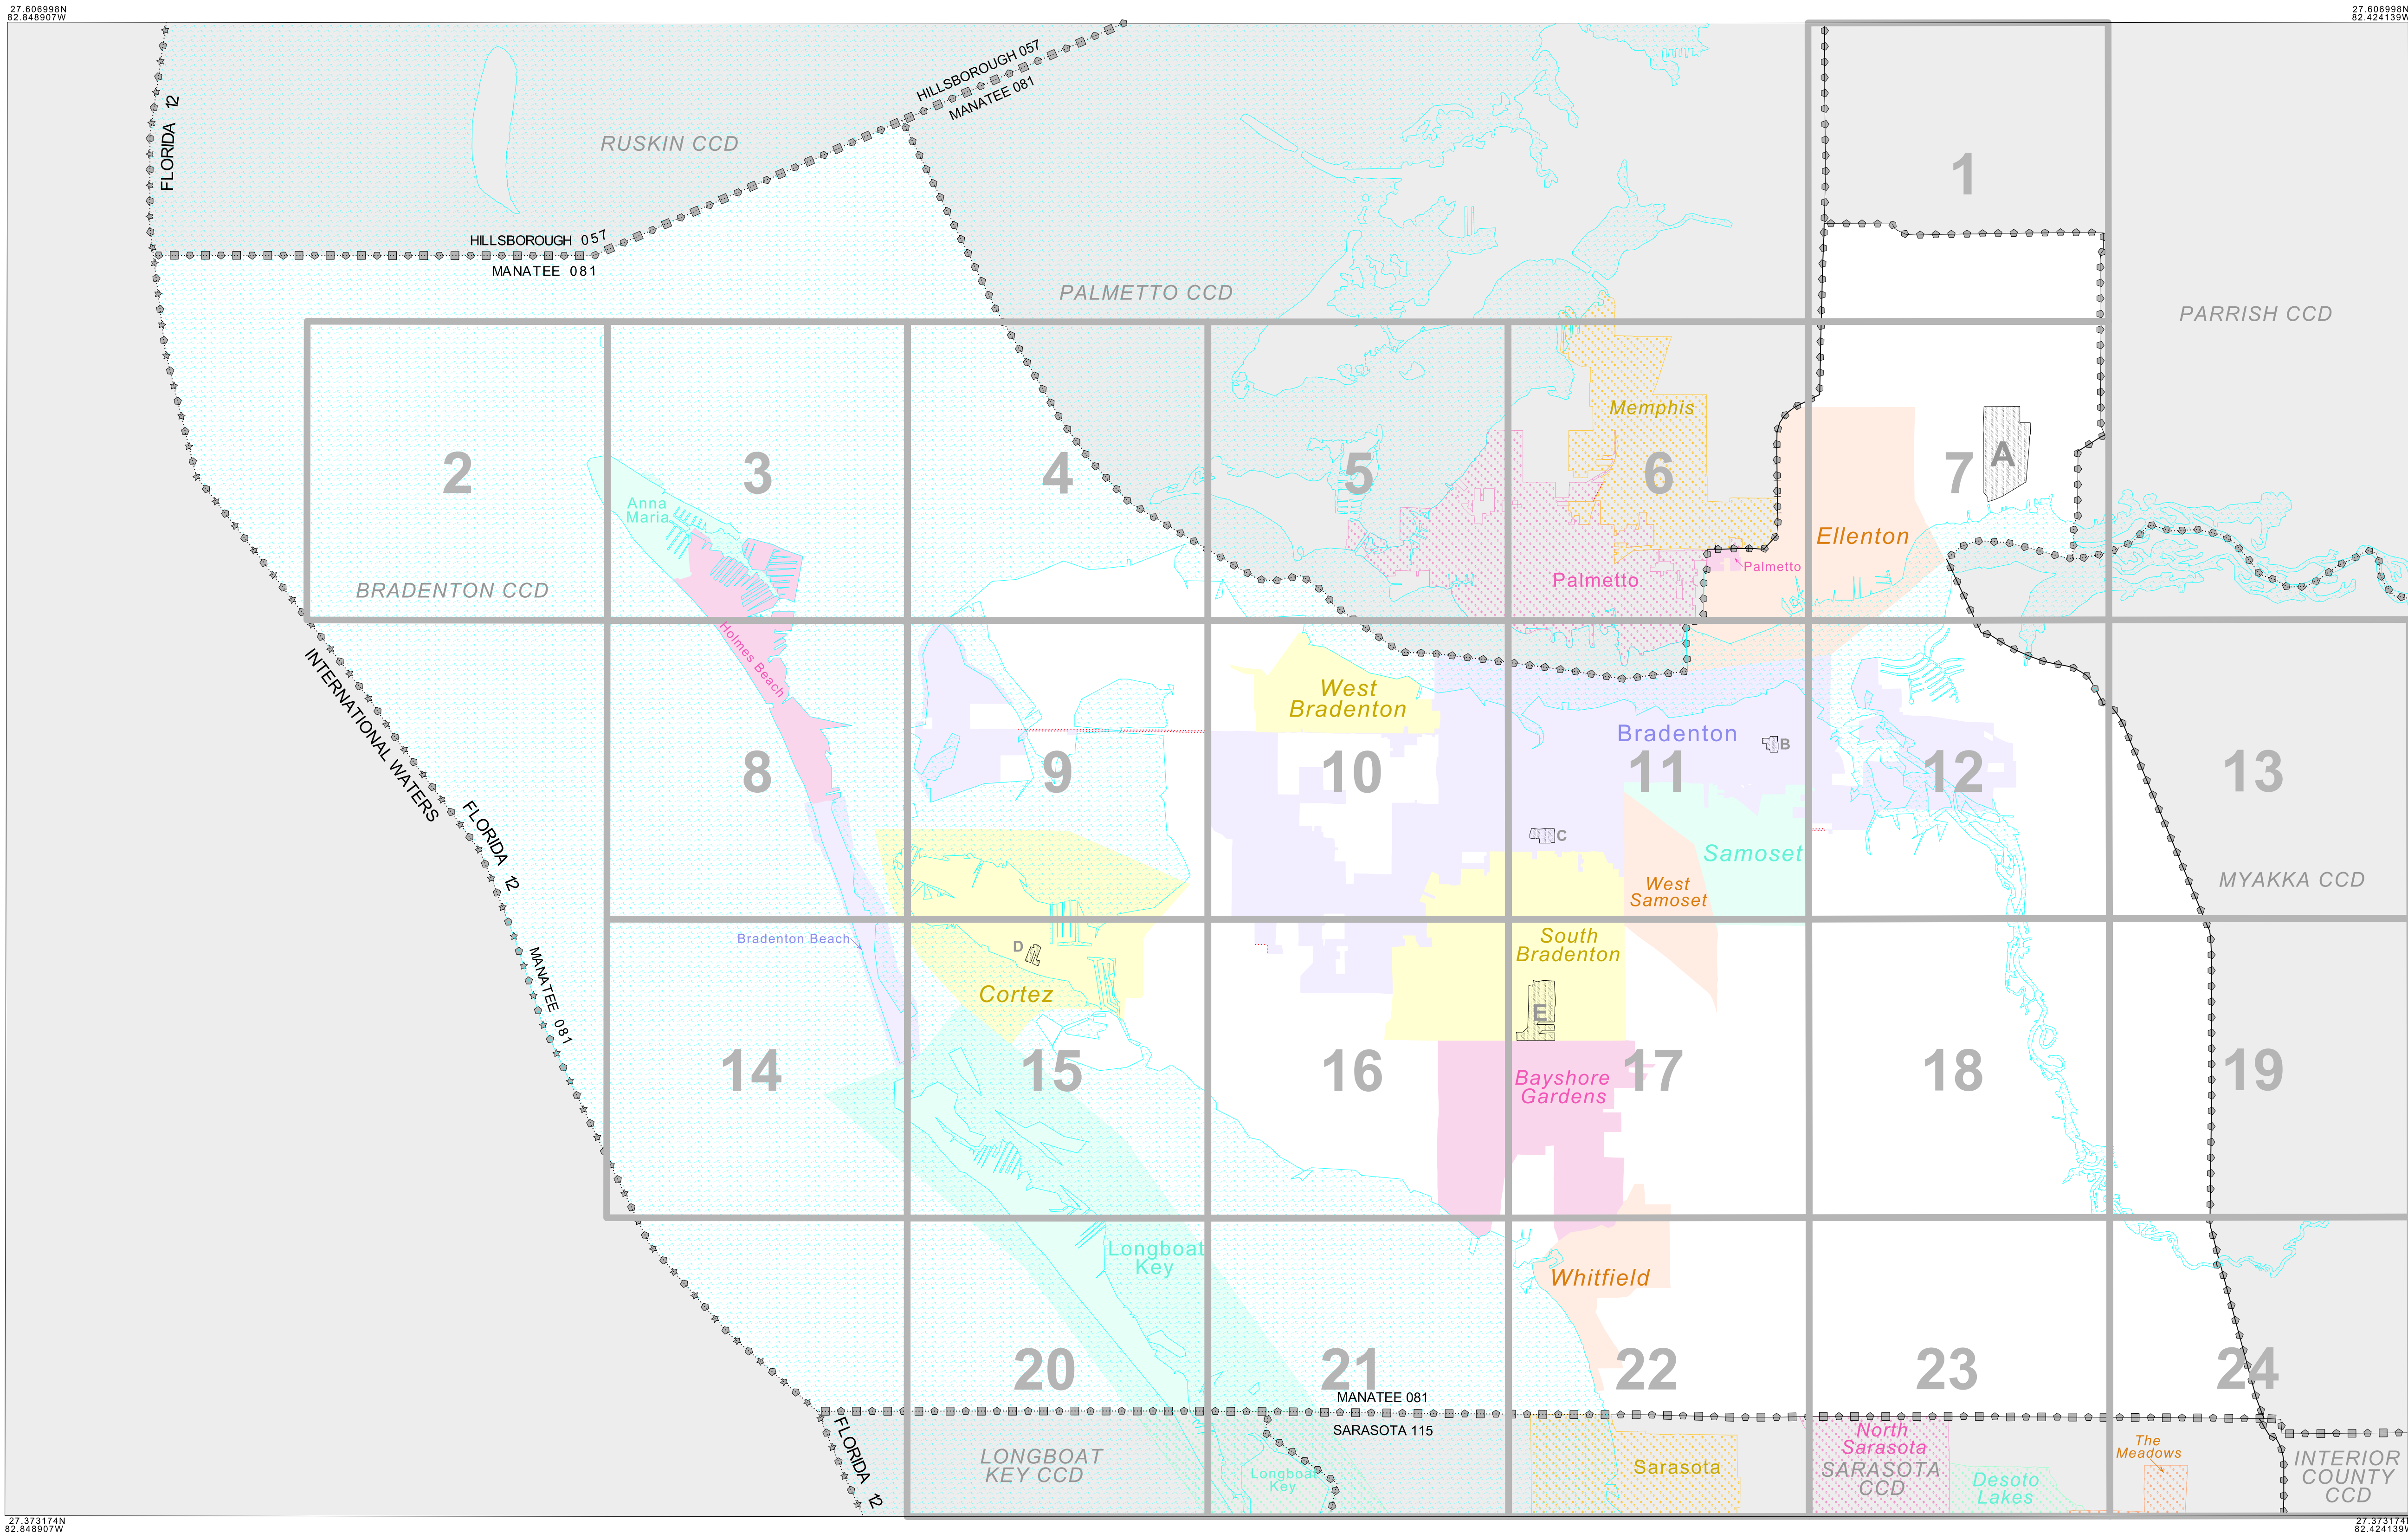 27.606998N
82.848907W
27.606998N
82.424139W
HILLSBOROUGH 057
MANATEE 081
FLORIDA 12
RUSKIN CCD
1
HILLSBOROUGH 057
MANATEE 081
PALMETTO CCD
PARRISH CCD
Memphis
2
3
4
5
6
7
A
Anna
Maria
Ellenton
Palmetto
Palmetto
BRADENTON CCD
Holmes Beach
West
Bradenton
Bradenton
B
INTERNATIONAL WATERS
8
9
10
11
12
13
FLORIDA 12
C
Samoset
West
Samoset
MYAKKA CCD
Bradenton Beach
D
South
Bradenton
MANATEE 081
Cortez
E
14
15
16
17
18
19
Bayshore
Gardens
Longboat
Key
Whitfield
20
21
22
23
24
MANATEE 081
SARASOTA 115
FLORIDA 12
LONGBOAT
KEY CCD
Longboat
Key
Sarasota
North
Sarasota
SARASOTA
CCD
Desoto
Lakes
The
Meadows
INTERIOR
COUNTY
CCD
27.373174N
82.848907W
27.373174N
82.424139W